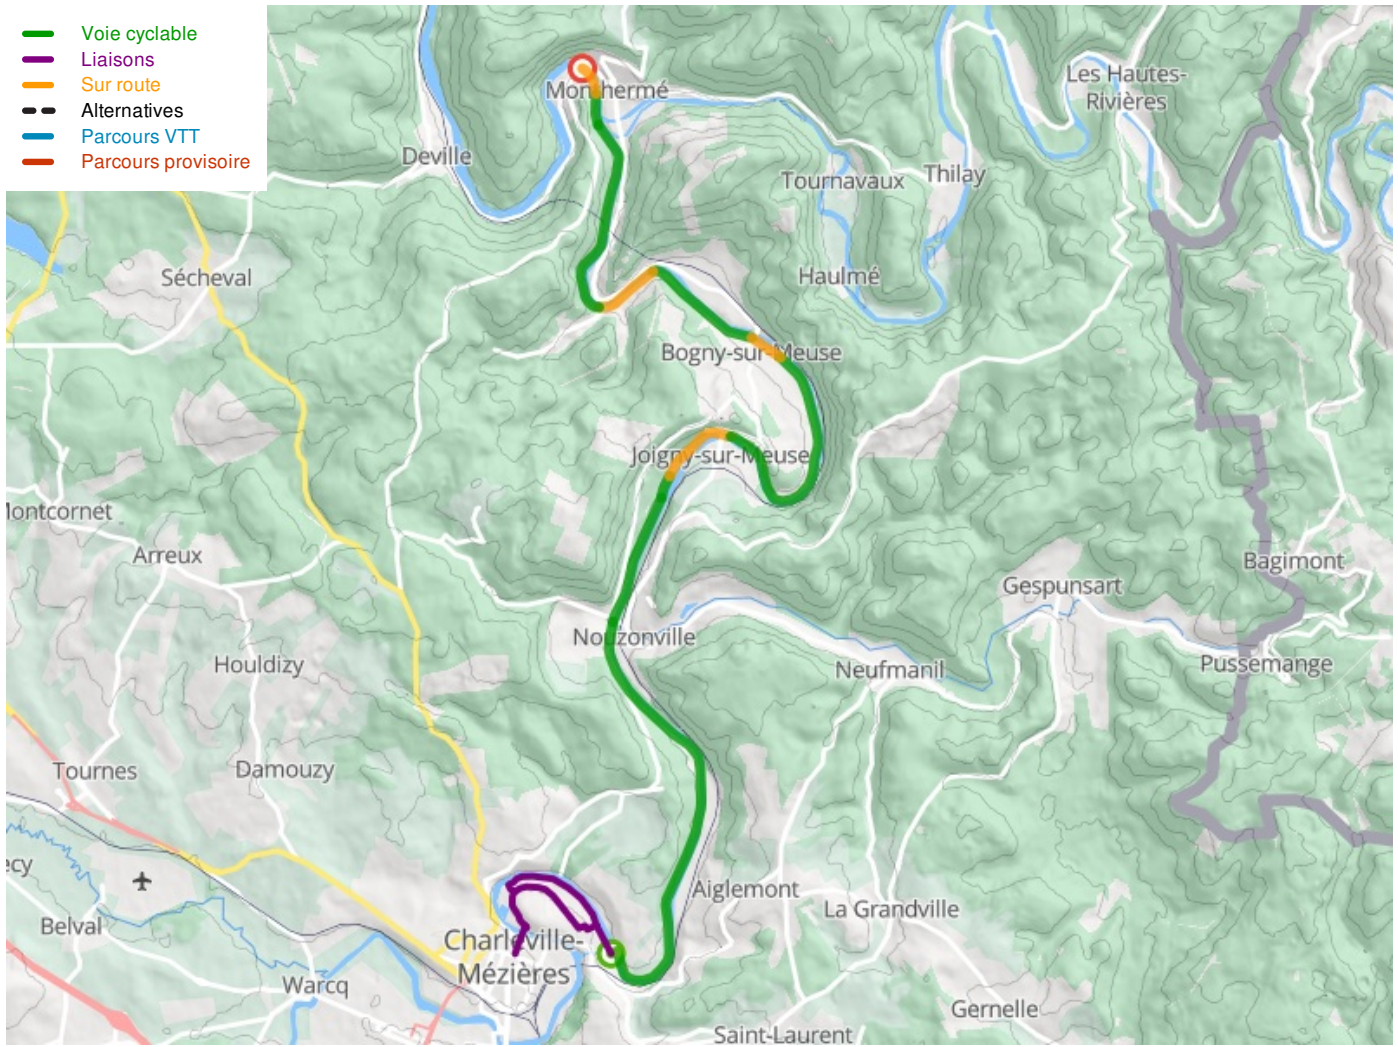 Voie cyclable
Liaisons
Sur route
Alternatives
Parcours VTT
Parcours provisoire
Monthermé
Les Hautes-
Rivières
Deville
Tournavaux
Thilay
Sécheval
Haulmé
Bogny-sur-Meuse
Joigny-sur-Meuse
Montcornet
Arreux
Bagimont
Gespunsart
Nouzonville
Houldizy
Neufmanil
Pussemange
Tournes
Damouzy
ecy
Aiglemont
La Grandville
Belval
Charleville-
Mézières
Warcq
Gernelle
Saint-Laurent